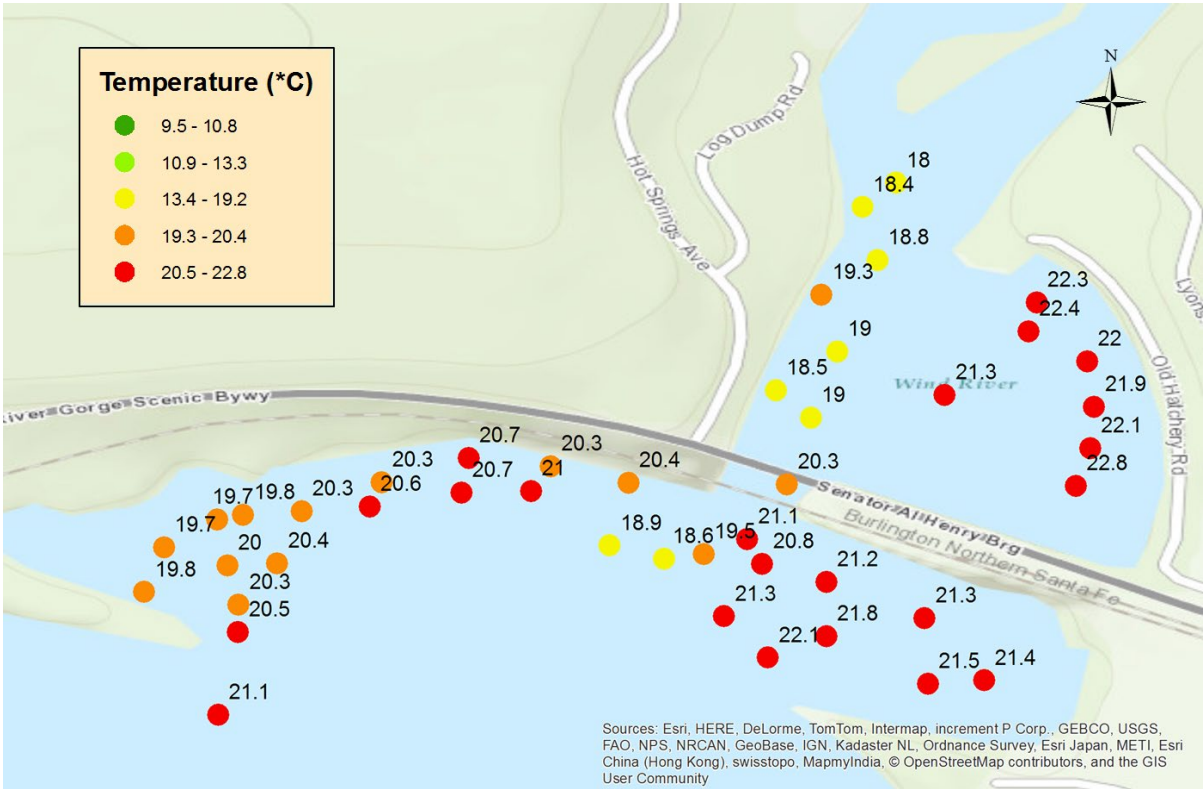 Temperature (*C)
9.5 - 10.8
10.9 - 13.3
13.4 - 19.2
19.3 - 20.4
20.5 - 22.8
N
Log Dump Rd
Hot Springs Ave
18
18.4
18.8
19.3
19
18.5
19
22.3
22.4
22
21.3
Wind River
21.9
22.1
22.8
Lyons
Old Hatchery Rd
River Gorge Scenic Bywy
20.7
20.3
20.3
20.7
21
20.4
20.3
20.6
20.3
19.8
19.7
19.7
20
20.4
19.8
20.3
20.5
21.1
Senator Al Henry Brg
Burlington Northern Santa Fe
18.9
18.6
19.5
21.1
20.8
21.2
21.3
21.8
21.3
22.1
21.5
21.4
Sources: Esri, HERE, DeLorme, TomTom, Intermap, increment P Corp., GEBCO, USGS,
FAO, NPS, NRCAN, GeoBase, IGN, Kadaster NL, Ordnance Survey, Esri Japan, METI, Esri
China (Hong Kong), swisstopo, MapmyIndia, © OpenStreetMap contributors, and the GIS
User Community